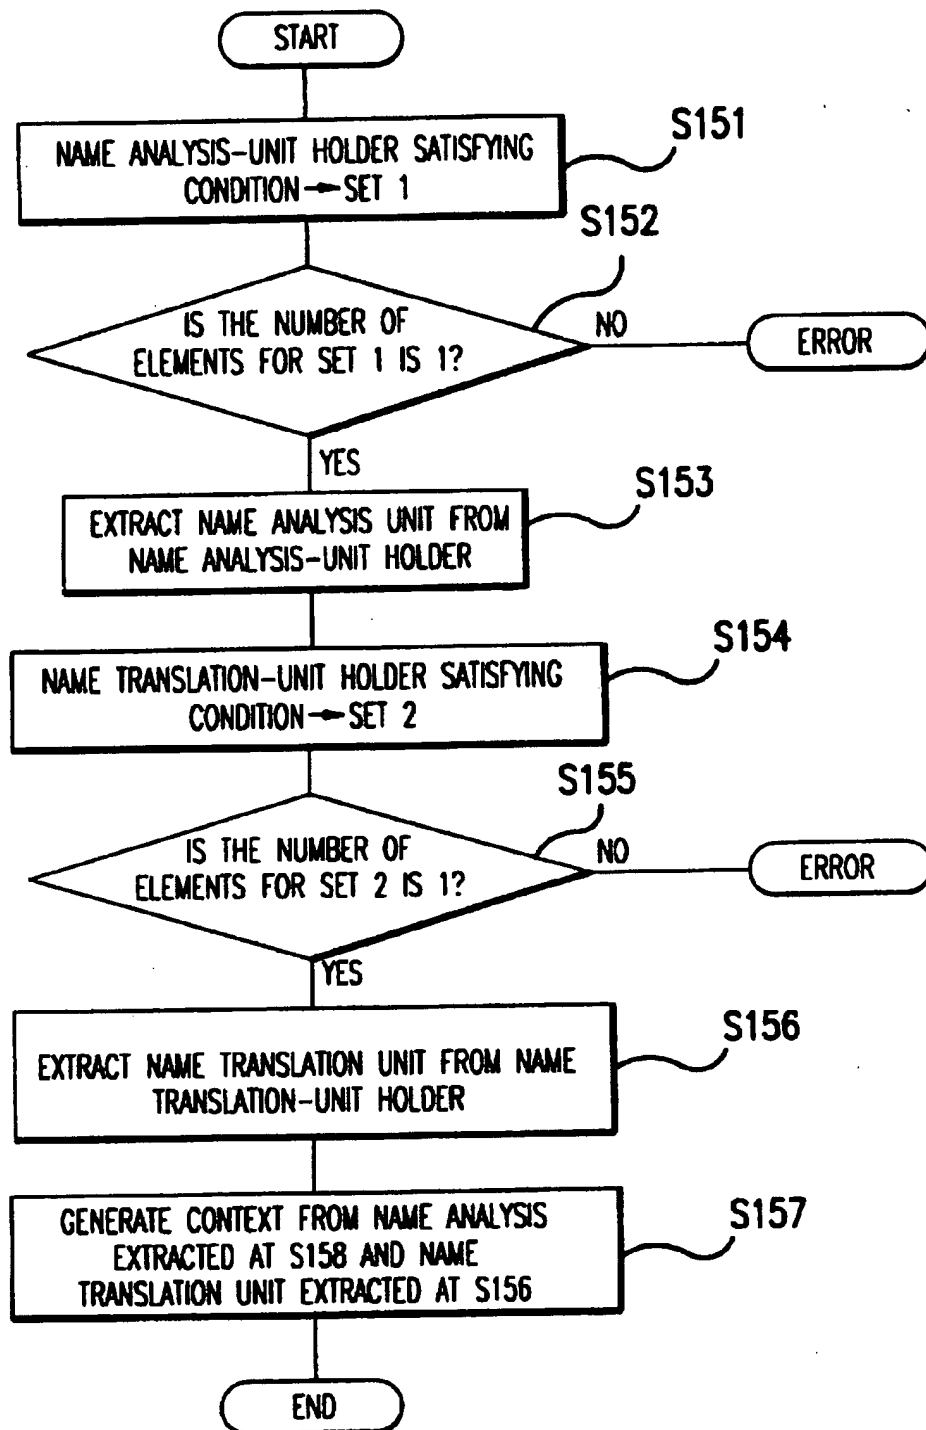 START
NAME ANALYSIS-UNIT HOLDER SATISFYING
CONDITION → SET 1
S151
S152
IS THE NUMBER OF
ELEMENTS FOR SET 1 IS 1?
NO
ERROR
YES
S153
EXTRACT NAME ANALYSIS UNIT FROM
NAME ANALYSIS-UNIT HOLDER
S154
NAME TRANSLATION-UNIT HOLDER SATISFYING
CONDITION → SET 2
S155
IS THE NUMBER OF
ELEMENTS FOR SET 2 IS 1?
NO
ERROR
YES
S156
EXTRACT NAME TRANSLATION UNIT FROM NAME
TRANSLATION-UNIT HOLDER
S157
GENERATE CONTEXT FROM NAME ANALYSIS
EXTRACTED AT S158 AND NAME
TRANSLATION UNIT EXTRACTED AT S156
END